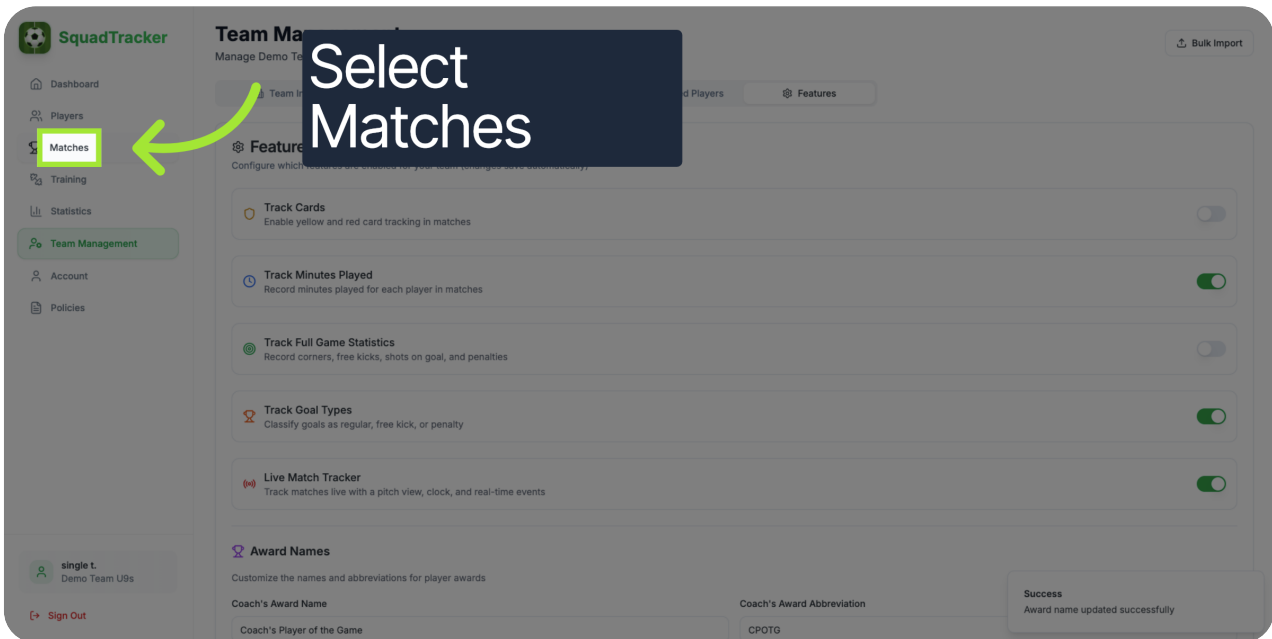 SquadTracker
Dashboard
Players
Matches
Training
Statistics
Team Management
Account
Policies
single t.
Demo Team U9s
Sign Out
Team Ma
Manage Demo Te
Bulk Import
Select
Matches
Team In
d Players
Features
Feature
Configure which features are enabled for your team (changes save automatically)
Track Cards
Enable yellow and red card tracking in matches
Track Minutes Played
Record minutes played for each player in matches
Track Full Game Statistics
Record corners, free kicks, shots on goal, and penalties
Track Goal Types
Classify goals as regular, free kick, or penalty
Live Match Tracker
Track matches live with a pitch view, clock, and real-time events
Award Names
Customize the names and abbreviations for player awards
Coach's Award Name
Coach's Player of the Game
Coach's Award Abbreviation
CPOTG
Success
Award name updated successfully